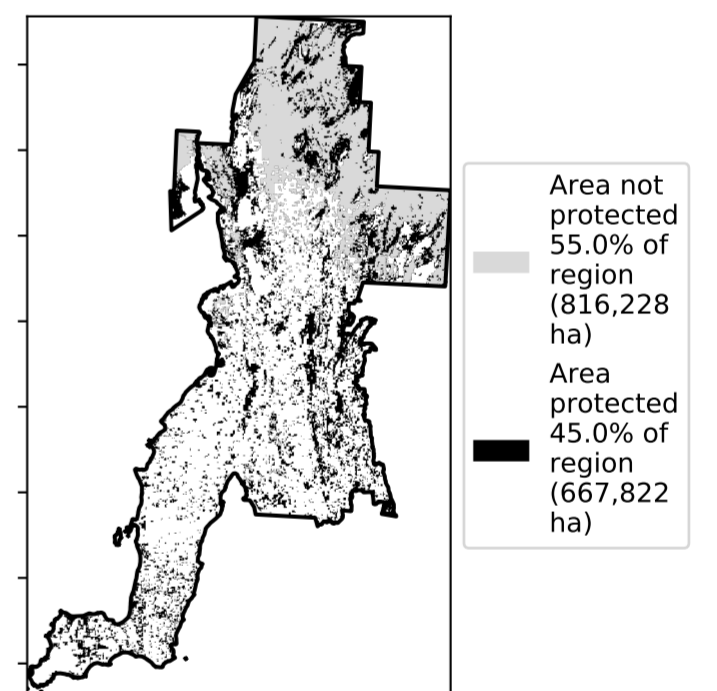 Area not
protected
55.0% of
region
(816,228
ha)
Area
protected
45.0% of
region
(667,822
ha)